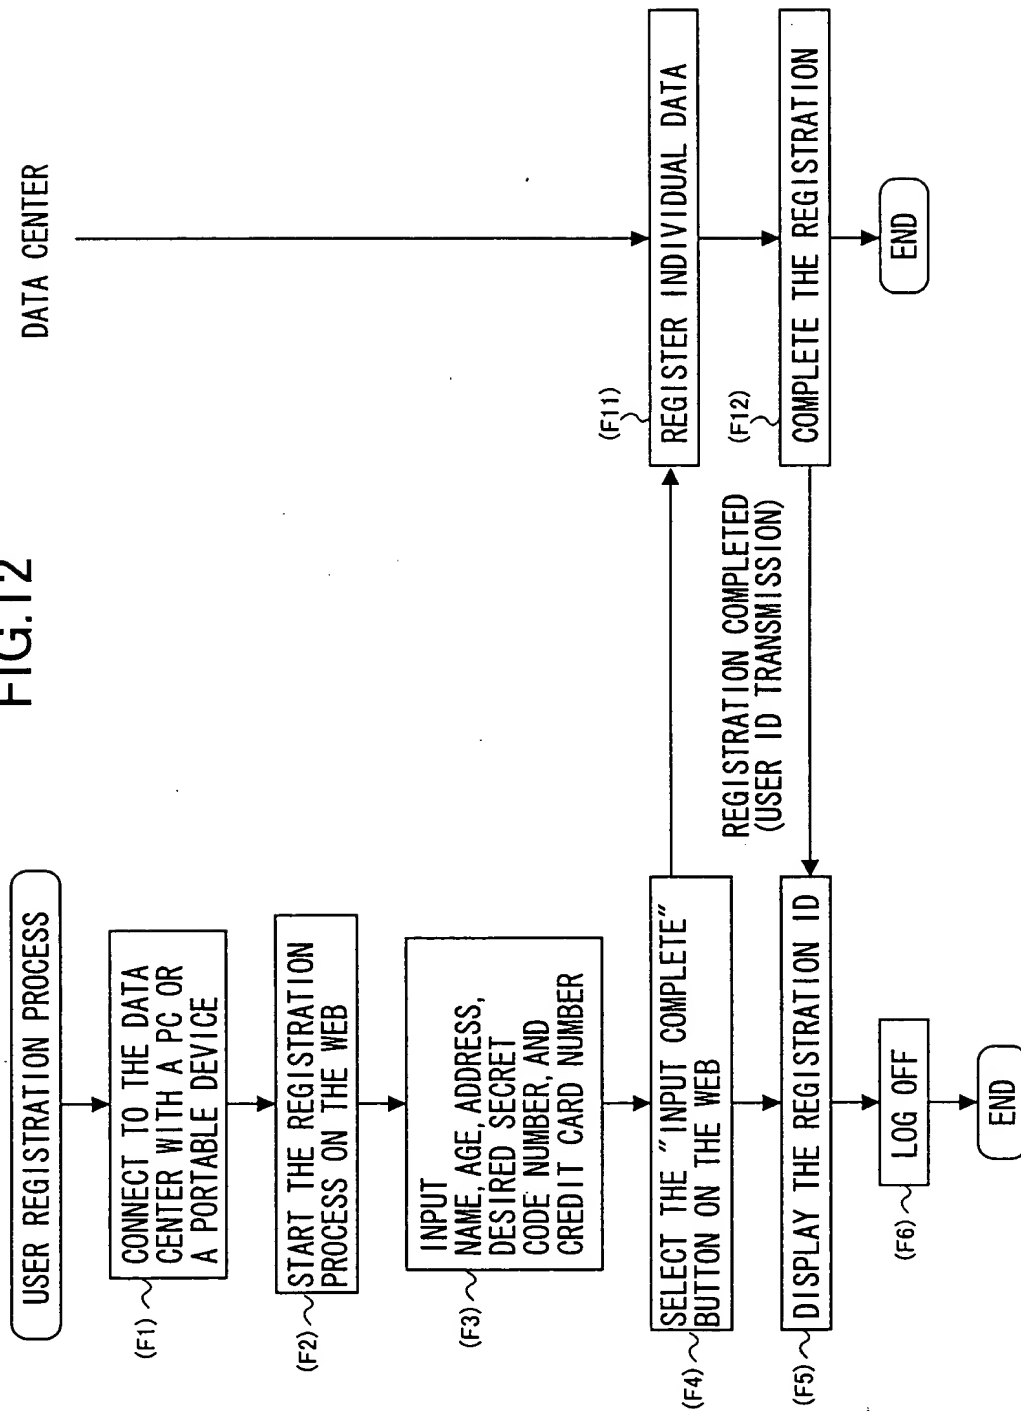 FIG.12
USER REGISTRATION PROCESS
DATA CENTER
(F1)
CONNECT TO THE DATA
CENTER WITH A PC OR
A PORTABLE DEVICE
(F2)
START THE REGISTRATION
PROCESS ON THE WEB
(F3)
INPUT
NAME, AGE, ADDRESS,
DESIRED SECRET
CODE NUMBER, AND
CREDIT CARD NUMBER
(F4)
SELECT THE "INPUT COMPLETE"
BUTTON ON THE WEB
(F11)
REGISTER INDIVIDUAL DATA
REGISTRATION COMPLETED
(USER ID TRANSMISSION)
(F12)
COMPLETE THE REGISTRATION
(F5)
DISPLAY THE REGISTRATION ID
(F6)
LOG OFF
END
END